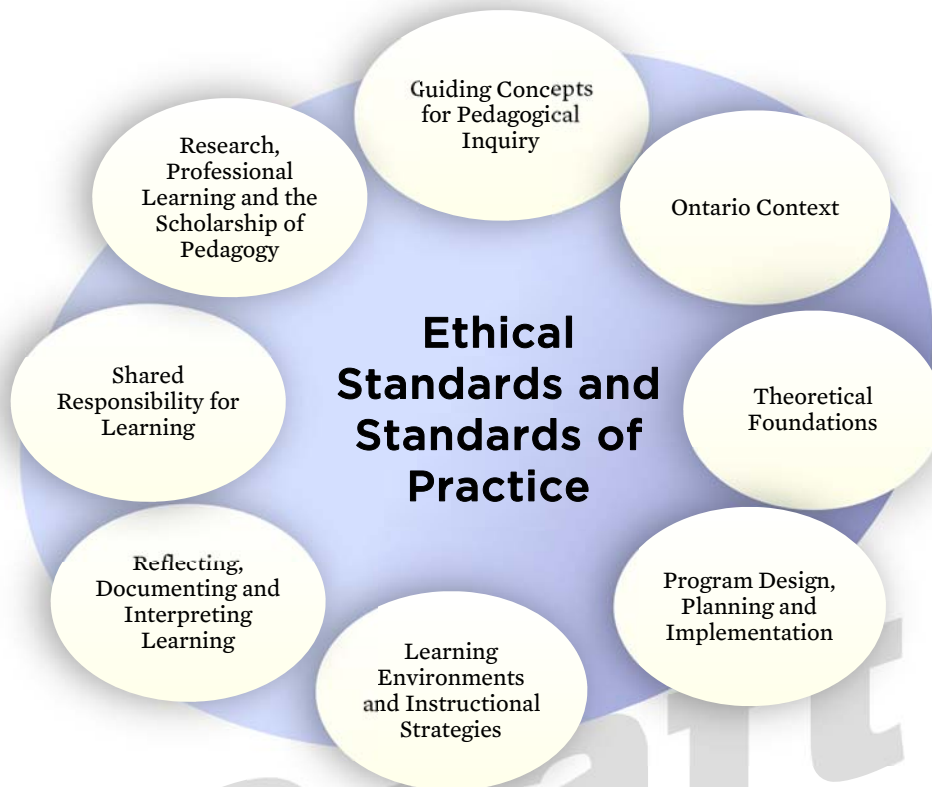 Guiding Concepts
for Pedagogical
Inquiry
Ontario Context
Theoretical
Foundations
Program Design,
Planning and
Implementation
Learning
Environments
and Instructional
Strategies
Reflecting,
Documenting and
Interpreting
Learning
Shared
Responsibility for
Learning
Research,
Professional
Learning and the
Scholarship of
Pedagogy
Ethical
Standards and
Standards of
Practice